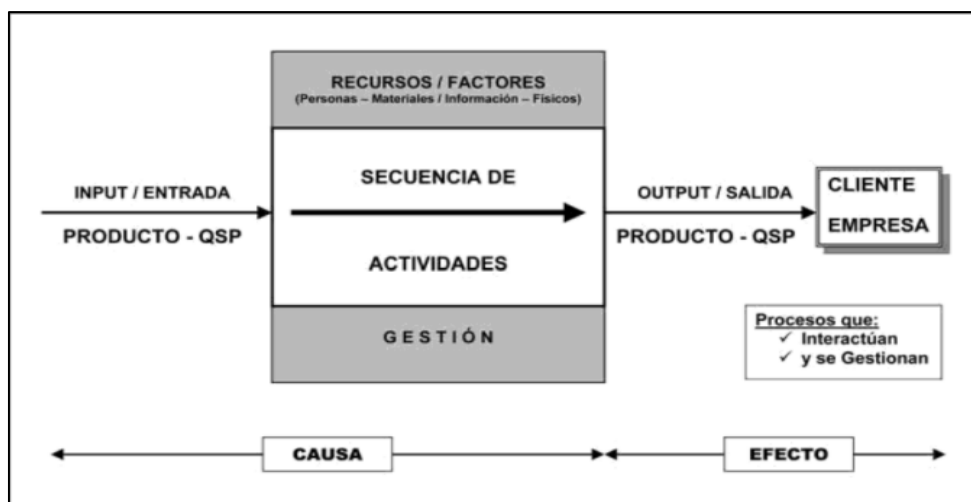 RECURSOS / FACTORES
(Personas – Materiales / Información – Físicos)
INPUT / ENTRADA
PRODUCTO - QSP
SECUENCIA DE
ACTIVIDADES
OUTPUT / SALIDA
PRODUCTO - QSP
CLIENTE
EMPRESA
GESTIÓN
Procesos que:
✓ Interactúan
✓ y se Gestionan
CAUSA
EFECTO